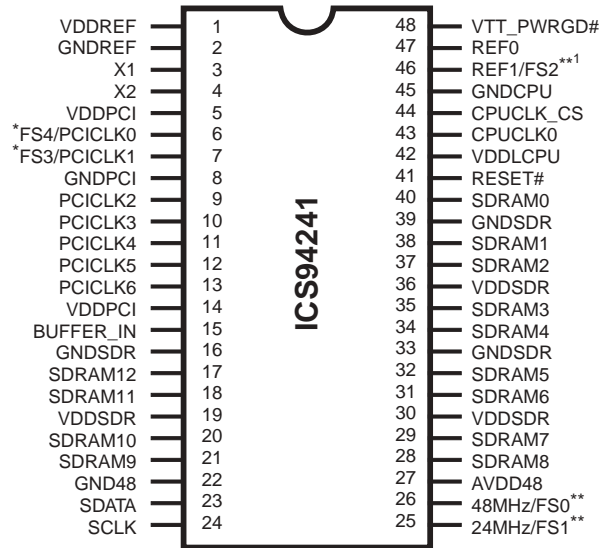 VDDREF 1 48 VTT_PWRGD#
GNDREF 2 47 REF0
X1 3 46 REF1/FS2**1
X2 4 45 GNDCPU
VDDPCI 5 44 CPUCLK_CS
*FS4/PCICLK0 6 43 CPUCLK0
*FS3/PCICLK1 7 42 VDDLCPU
GNDPCI 8 41 RESET#
PCICLK2 9 40 SDRAM0
PCICLK3 10 39 GNDSDR
PCICLK4 11 38 SDRAM1
PCICLK5 12 37 SDRAM2
PCICLK6 13 36 VDDSDR
VDDPCI 14 35 SDRAM3
BUFFER_IN 15 34 SDRAM4
GNDSDR 16 33 GNDSDR
SDRAM12 17 32 SDRAM5
SDRAM11 18 31 SDRAM6
VDDSDR 19 30 VDDSDR
SDRAM10 20 29 SDRAM7
SDRAM9 21 28 SDRAM8
GND48 22 27 AVDD48
SDATA 23 26 48MHz/FS0**
SCLK 24 25 24MHz/FS1**
ICS94241